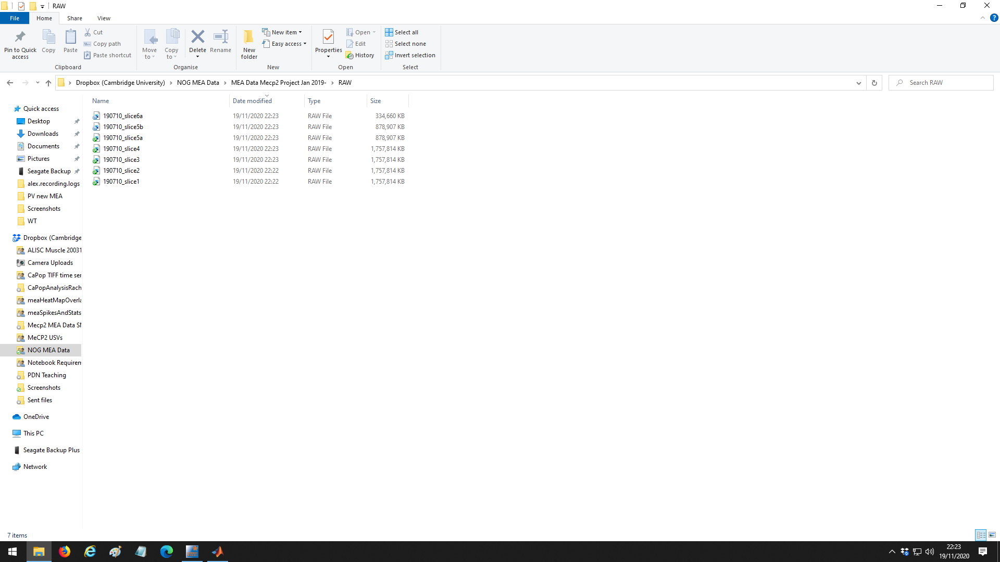 RAW
File Home Share View
Pin to Quick access
Copy
Paste
Cut
Copy path
Paste shortcut
Clipboard
Move to
Copy to
Delete
Rename
Organise
New folder
New item
Easy access
New
Properties
Open
Edit
History
Open
Select all
Select none
Invert selection
Select
Dropbox (Cambridge University) › NOG MEA Data › MEA Data Mecp2 Project Jan 2019- › RAW
Search RAW
Quick access
Desktop
Downloads
Documents
Pictures
Seagate Backup
alex.recording.logs
PV new MEA
Screenshots
WT
Dropbox (Cambridge
ALISC Muscle 20031
Camera Uploads
CaPop TIFF time ser
CaPopAnalysisRach
meaHeatMapOverla
meaSpikesAndStats
Mecp2 MEA Data SM
MeCP2 USVs
NOG MEA Data
Notebook Requirem
PDN Teaching
Screenshots
Sent files
OneDrive
This PC
Seagate Backup Plus
Network
Name Date modified Type Size
190710_slice6a 19/11/2020 22:23 RAW File 334,660 KB
190710_slice5b 19/11/2020 22:23 RAW File 878,907 KB
190710_slice5a 19/11/2020 22:23 RAW File 878,907 KB
190710_slice4 19/11/2020 22:23 RAW File 1,757,814 KB
190710_slice3 19/11/2020 22:23 RAW File 1,757,814 KB
190710_slice2 19/11/2020 22:22 RAW File 1,757,814 KB
190710_slice1 19/11/2020 22:22 RAW File 1,757,814 KB
7 items
22:23
19/11/2020